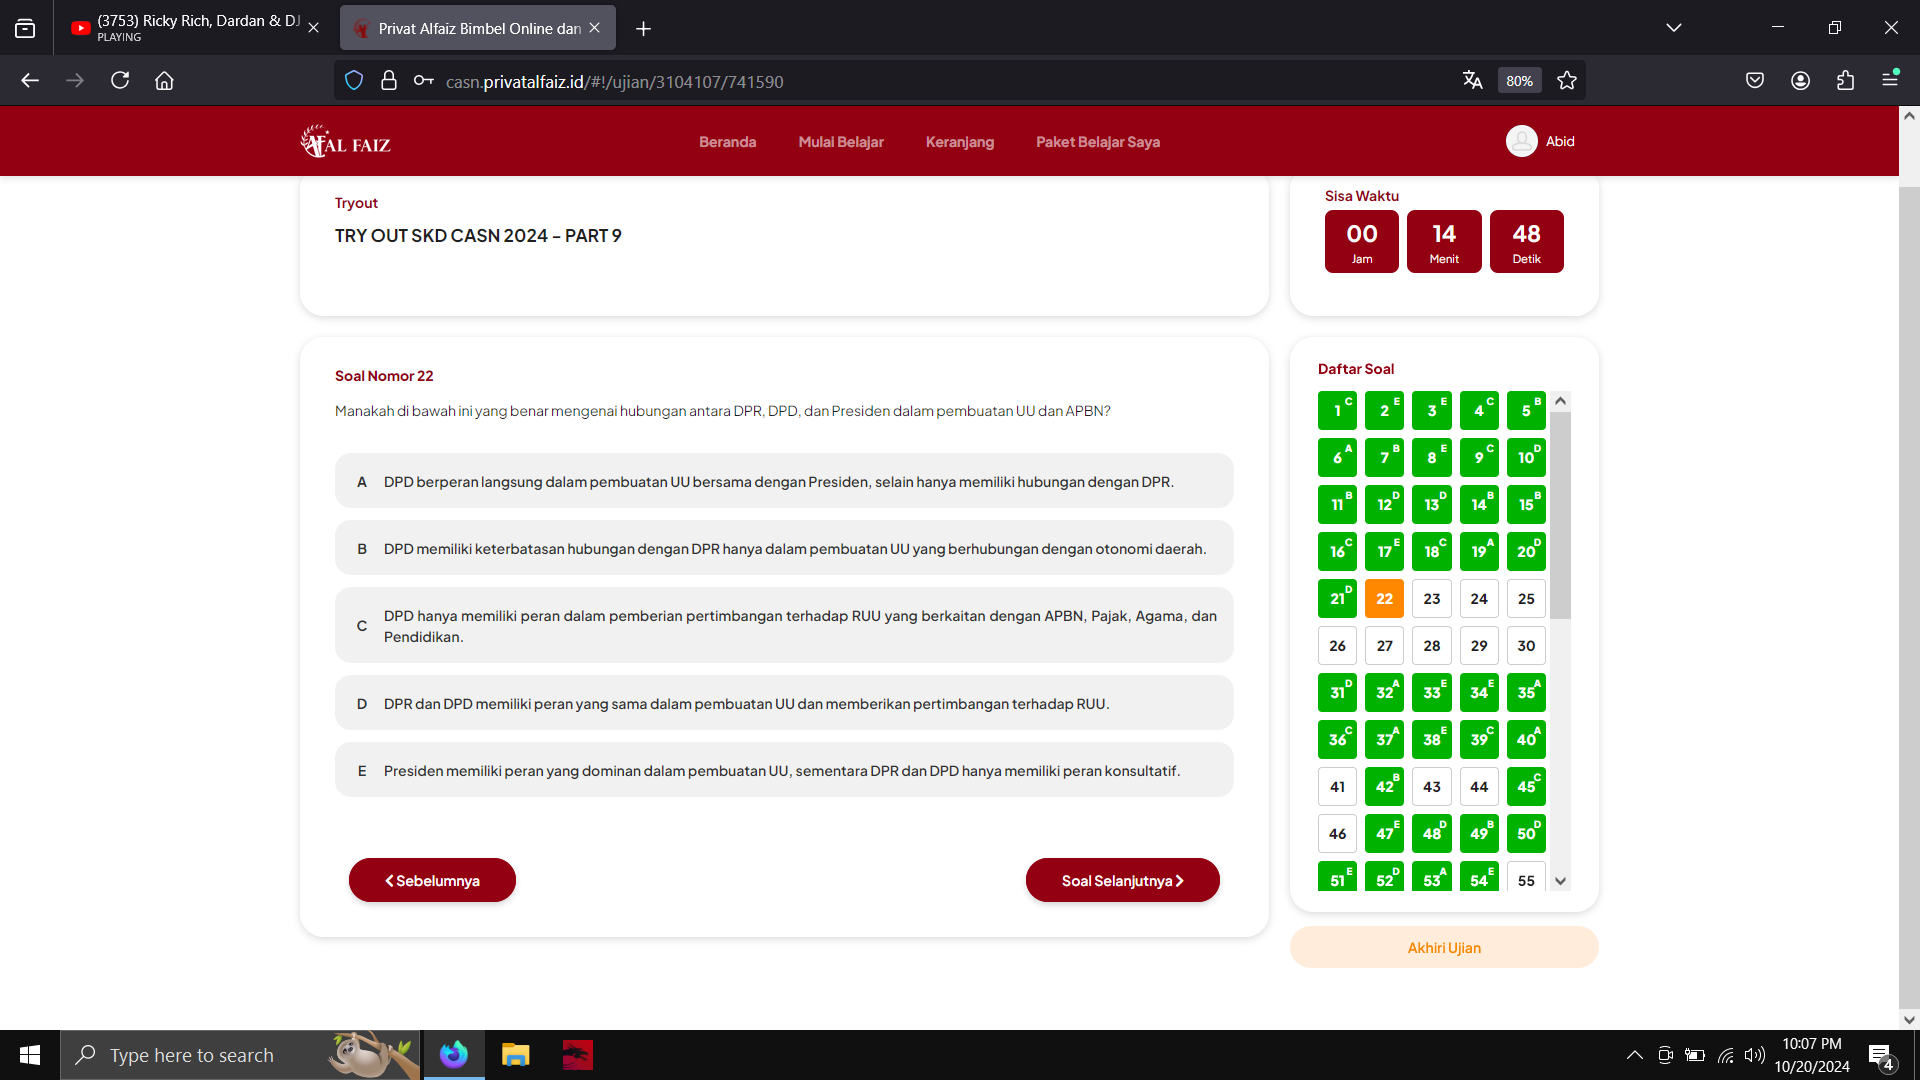 (3753) Ricky Rich, Dardan & DJ
PLAYING
Privat Alfaiz Bimbel Online dan
casn.privatalfaiz.id/#!/ujian/3104107/741590
80%
AL FAIZ
Beranda
Mulai Belajar
Keranjang
Paket Belajar Saya
Abid
Tryout
TRY OUT SKD CASN 2024 - PART 9
Sisa Waktu
00 14 48
Jam Menit Detik
Soal Nomor 22
Manakah di bawah ini yang benar mengenai hubungan antara DPR, DPD, dan Presiden dalam pembuatan UU dan APBN?
A DPD berperan langsung dalam pembuatan UU bersama dengan Presiden, selain hanya memiliki hubungan dengan DPR.
B DPD memiliki keterbatasan hubungan dengan DPR hanya dalam pembuatan UU yang berhubungan dengan otonomi daerah.
C DPD hanya memiliki peran dalam pemberian pertimbangan terhadap RUU yang berkaitan dengan APBN, Pajak, Agama, dan
Pendidikan.
D DPR dan DPD memiliki peran yang sama dalam pembuatan UU dan memberikan pertimbangan terhadap RUU.
E Presiden memiliki peran yang dominan dalam pembuatan UU, sementara DPR dan DPD hanya memiliki peran konsultatif.
Sebelumnya
Soal Selanjutnya
Daftar Soal
1 C 2 E 3 E 4 C 5 B
6 A 7 B 8 E 9 C 10 D
11 B 12 D 13 D 14 B 15 B
16 C 17 E 18 C 19 A 20 D
21 D 22 23 24 25
26 27 28 29 30
31 D 32 A 33 E 34 E 35 A
36 C 37 A 38 E 39 C 40 A
41 42 B 43 44 45 C
46 47 E 48 D 49 B 50 D
51 E 52 D 53 A 54 E 55
Akhiri Ujian
Type here to search
10:07 PM
10/20/2024
4